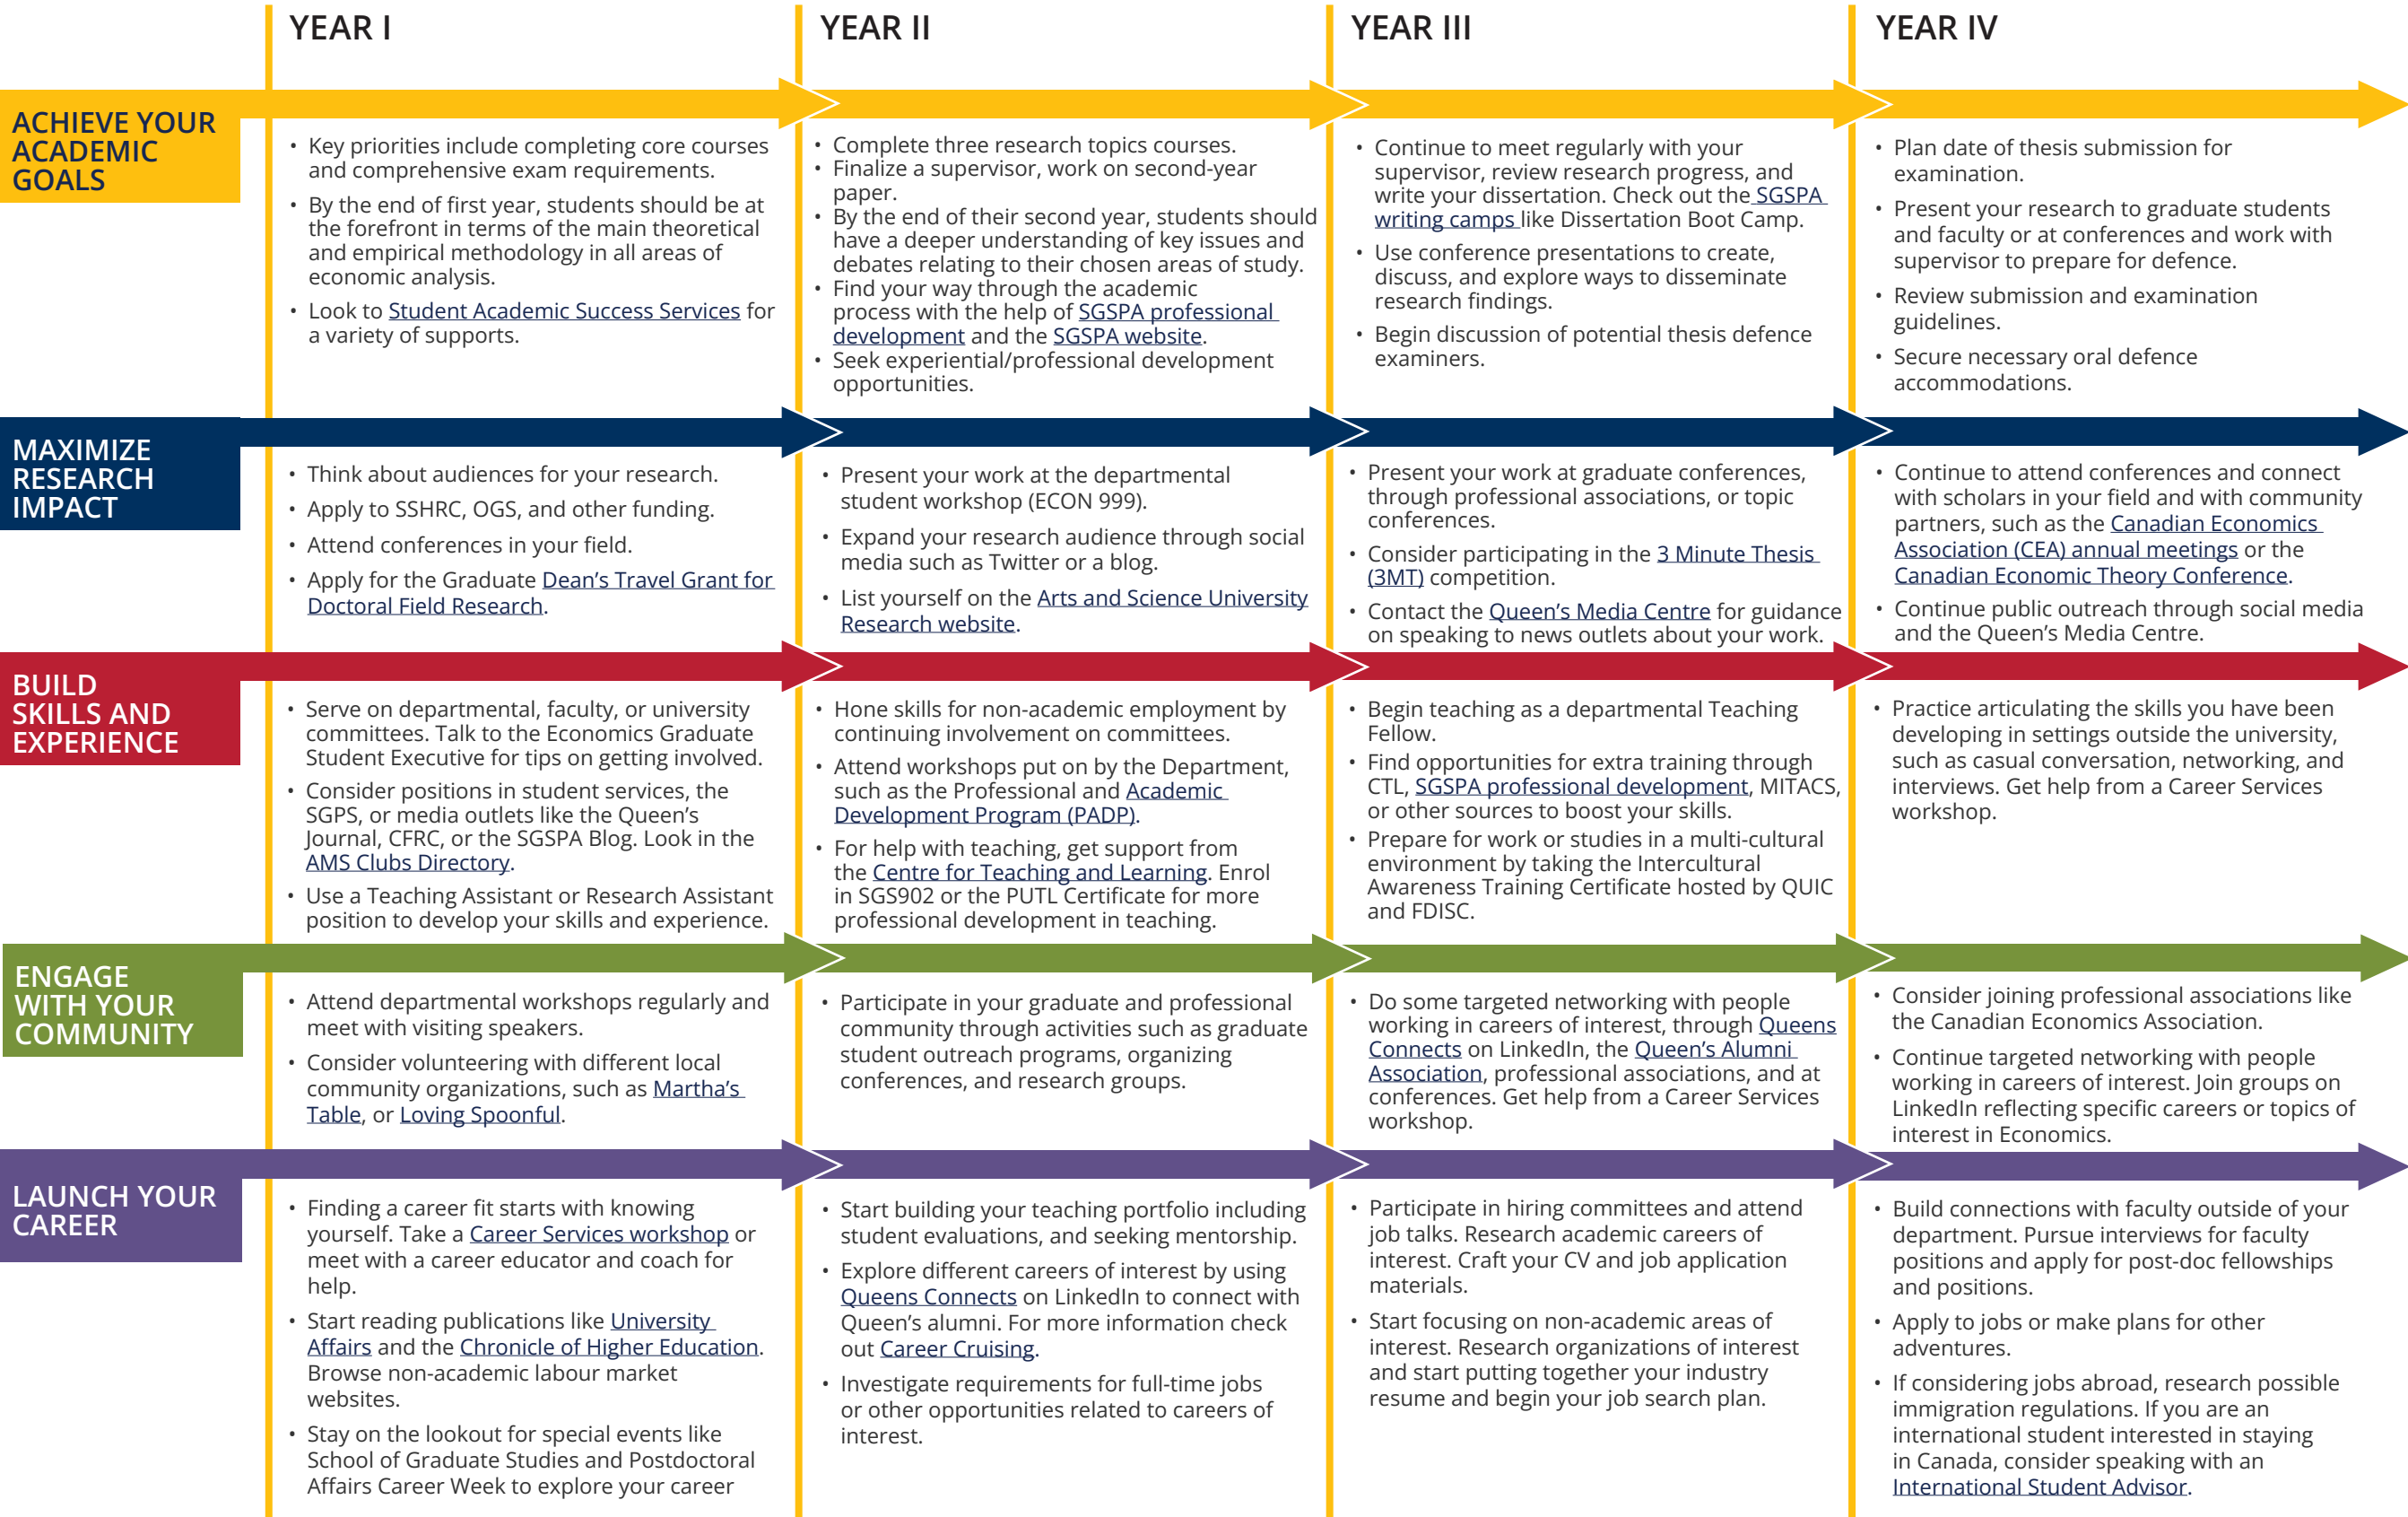 YEAR I
YEAR II
YEAR III
YEAR IV
ACHIEVE YOUR
ACADEMIC
GOALS
• Key priorities include completing core courses
and comprehensive exam requirements.
• By the end of first year, students should be at
the forefront in terms of the main theoretical
and empirical methodology in all areas of
economic analysis.
• Look to Student Academic Success Services for
a variety of supports.
• Complete three research topics courses.
• Finalize a supervisor, work on second-year
paper.
• By the end of their second year, students should
have a deeper understanding of key issues and
debates relating to their chosen areas of study.
• Find your way through the academic
process with the help of SGSPA professional
development and the SGSPA website.
• Seek experiential/professional development
opportunities.
• Continue to meet regularly with your
supervisor, review research progress, and
write your dissertation. Check out the SGSPA
writing camps like Dissertation Boot Camp.
• Use conference presentations to create,
discuss, and explore ways to disseminate
research findings.
• Begin discussion of potential thesis defence
examiners.
• Plan date of thesis submission for
examination.
• Present your research to graduate students
and faculty or at conferences and work with
supervisor to prepare for defence.
• Review submission and examination
guidelines.
• Secure necessary oral defence
accommodations.
MAXIMIZE
RESEARCH
IMPACT
• Think about audiences for your research.
• Apply to SSHRC, OGS, and other funding.
• Attend conferences in your field.
• Apply for the Graduate Dean's Travel Grant for
Doctoral Field Research.
• Present your work at the departmental
student workshop (ECON 999).
• Expand your research audience through social
media such as Twitter or a blog.
• List yourself on the Arts and Science University
Research website.
• Present your work at graduate conferences,
through professional associations, or topic
conferences.
• Consider participating in the 3 Minute Thesis
(3MT) competition.
• Contact the Queen's Media Centre for guidance
on speaking to news outlets about your work.
• Continue to attend conferences and connect
with scholars in your field and with community
partners, such as the Canadian Economics
Association (CEA) annual meetings or the
Canadian Economic Theory Conference.
• Continue public outreach through social media
and the Queen's Media Centre.
BUILD
SKILLS AND
EXPERIENCE
• Serve on departmental, faculty, or university
committees. Talk to the Economics Graduate
Student Executive for tips on getting involved.
• Consider positions in student services, the
SGPS, or media outlets like the Queen's
Journal, CFRC, or the SGSPA Blog. Look in the
AMS Clubs Directory.
• Use a Teaching Assistant or Research Assistant
position to develop your skills and experience.
• Hone skills for non-academic employment by
continuing involvement on committees.
• Attend workshops put on by the Department,
such as the Professional and Academic
Development Program (PADP).
• For help with teaching, get support from
the Centre for Teaching and Learning. Enrol
in SGS902 or the PUTL Certificate for more
professional development in teaching.
• Begin teaching as a departmental Teaching
Fellow.
• Find opportunities for extra training through
CTL, SGSPA professional development, MITACS,
or other sources to boost your skills.
• Prepare for work or studies in a multi-cultural
environment by taking the Intercultural
Awareness Training Certificate hosted by QUIC
and FDISC.
• Practice articulating the skills you have been
developing in settings outside the university,
such as casual conversation, networking, and
interviews. Get help from a Career Services
workshop.
ENGAGE
WITH YOUR
COMMUNITY
• Attend departmental workshops regularly and
meet with visiting speakers.
• Consider volunteering with different local
community organizations, such as Martha's
Table, or Loving Spoonful.
• Participate in your graduate and professional
community through activities such as graduate
student outreach programs, organizing
conferences, and research groups.
• Do some targeted networking with people
working in careers of interest, through Queens
Connects on LinkedIn, the Queen's Alumni
Association, professional associations, and at
conferences. Get help from a Career Services
workshop.
• Consider joining professional associations like
the Canadian Economics Association.
• Continue targeted networking with people
working in careers of interest. Join groups on
LinkedIn reflecting specific careers or topics of
interest in Economics.
LAUNCH YOUR
CAREER
• Finding a career fit starts with knowing
yourself. Take a Career Services workshop or
meet with a career educator and coach for
help.
• Start reading publications like University
Affairs and the Chronicle of Higher Education.
Browse non-academic labour market
websites.
• Stay on the lookout for special events like
School of Graduate Studies and Postdoctoral
Affairs Career Week to explore your career
• Start building your teaching portfolio including
student evaluations, and seeking mentorship.
• Explore different careers of interest by using
Queens Connects on LinkedIn to connect with
Queen's alumni. For more information check
out Career Cruising.
• Investigate requirements for full-time jobs
or other opportunities related to careers of
interest.
• Participate in hiring committees and attend
job talks. Research academic careers of
interest. Craft your CV and job application
materials.
• Start focusing on non-academic areas of
interest. Research organizations of interest
and start putting together your industry
resume and begin your job search plan.
• Build connections with faculty outside of your
department. Pursue interviews for faculty
positions and apply for post-doc fellowships
and positions.
• Apply to jobs or make plans for other
adventures.
• If considering jobs abroad, research possible
immigration regulations. If you are an
international student interested in staying
in Canada, consider speaking with an
International Student Advisor.